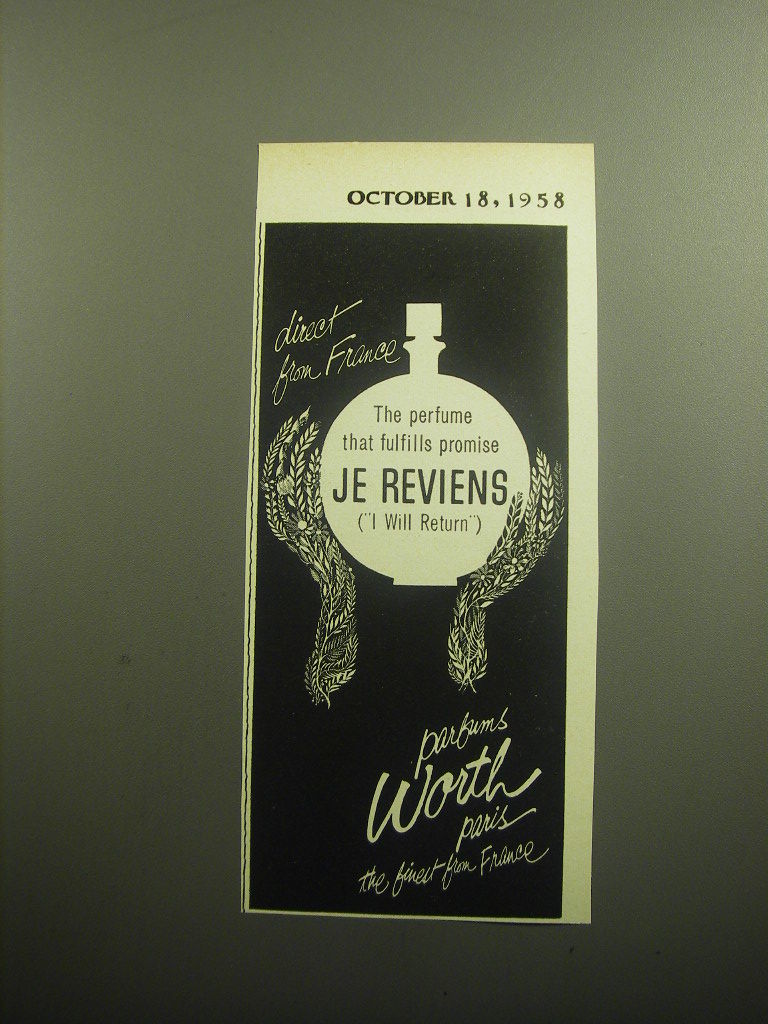 OCTOBER 18, 1958
direct
from France
The perfume
that fulfills promise
JE REVIENS
("I Will Return")
parfums
Worth
paris
the finest from France